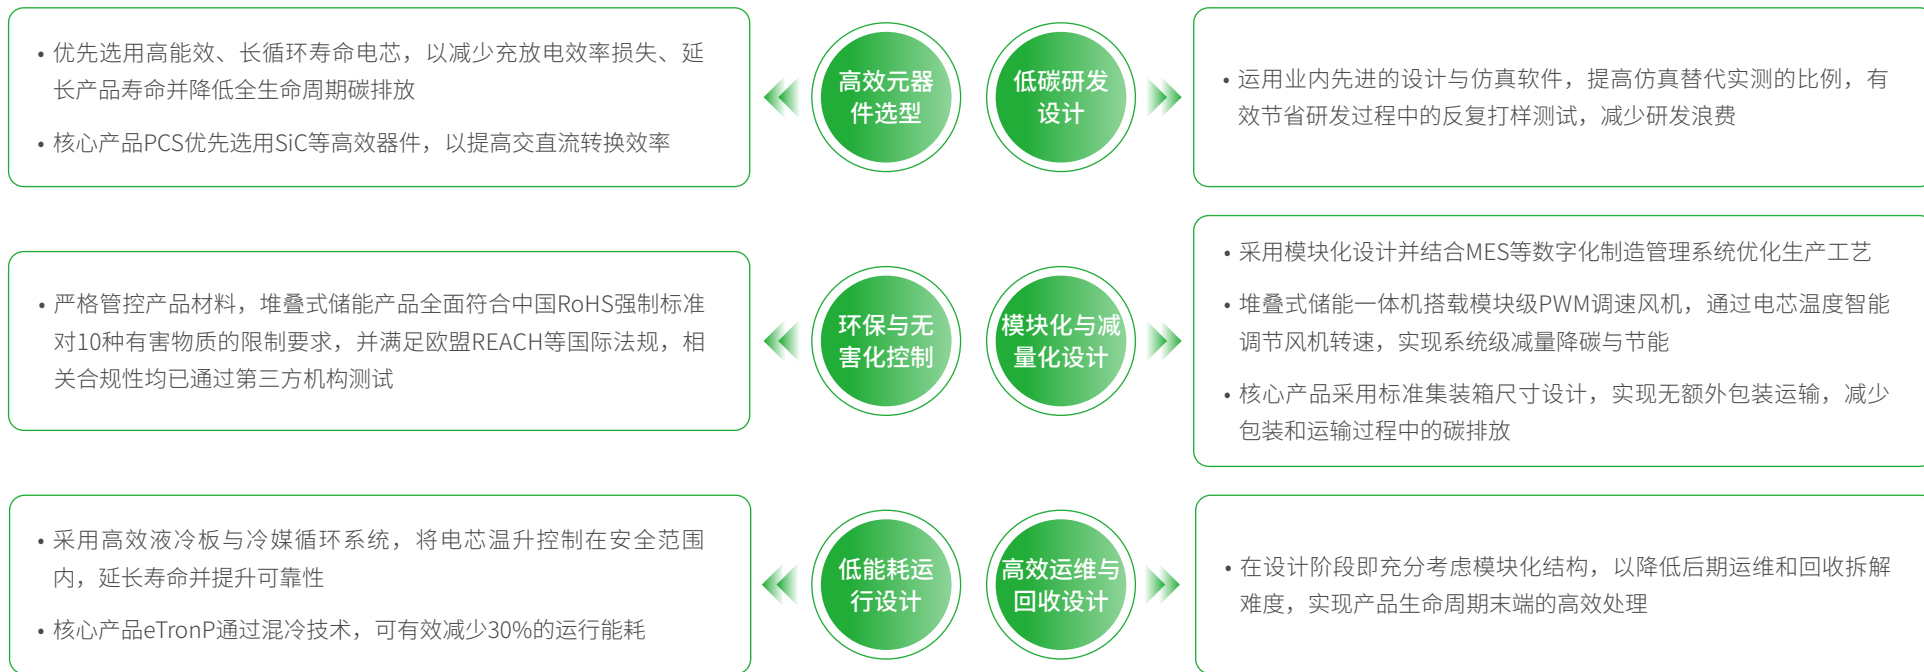 • 优先选用高能效、长循环寿命电芯，以减少充放电效率损失、延
长产品寿命并降低全生命周期碳排放
• 核心产品PCS优先选用SiC等高效器件，以提高交直流转换效率
高效元器
件选型
低碳研发
设计
• 运用业内先进的设计与仿真软件，提高仿真替代实测的比例，有
效节省研发过程中的反复打样测试，减少研发浪费
• 严格管控产品材料，堆叠式储能产品全面符合中国RoHS强制标准
对10种有害物质的限制要求，并满足欧盟REACH等国际法规，相
关合规性均已通过第三方机构测试
环保与无
害化控制
模块化与减
量化设计
• 采用模块化设计并结合MES等数字化制造管理系统优化生产工艺
• 堆叠式储能一体机搭载模块级PWM调速风机，通过电芯温度智能
调节风机转速，实现系统级减量降碳与节能
• 核心产品采用标准集装箱尺寸设计，实现无额外包装运输，减少
包装和运输过程中的碳排放
• 采用高效液冷板与冷媒循环系统，将电芯温升控制在安全范围
内，延长寿命并提升可靠性
• 核心产品eTronP通过混冷技术，可有效减少30%的运行能耗
低能耗运
行设计
高效运维与
回收设计
• 在设计阶段即充分考虑模块化结构，以降低后期运维和回收拆解
难度，实现产品生命周期末端的高效处理